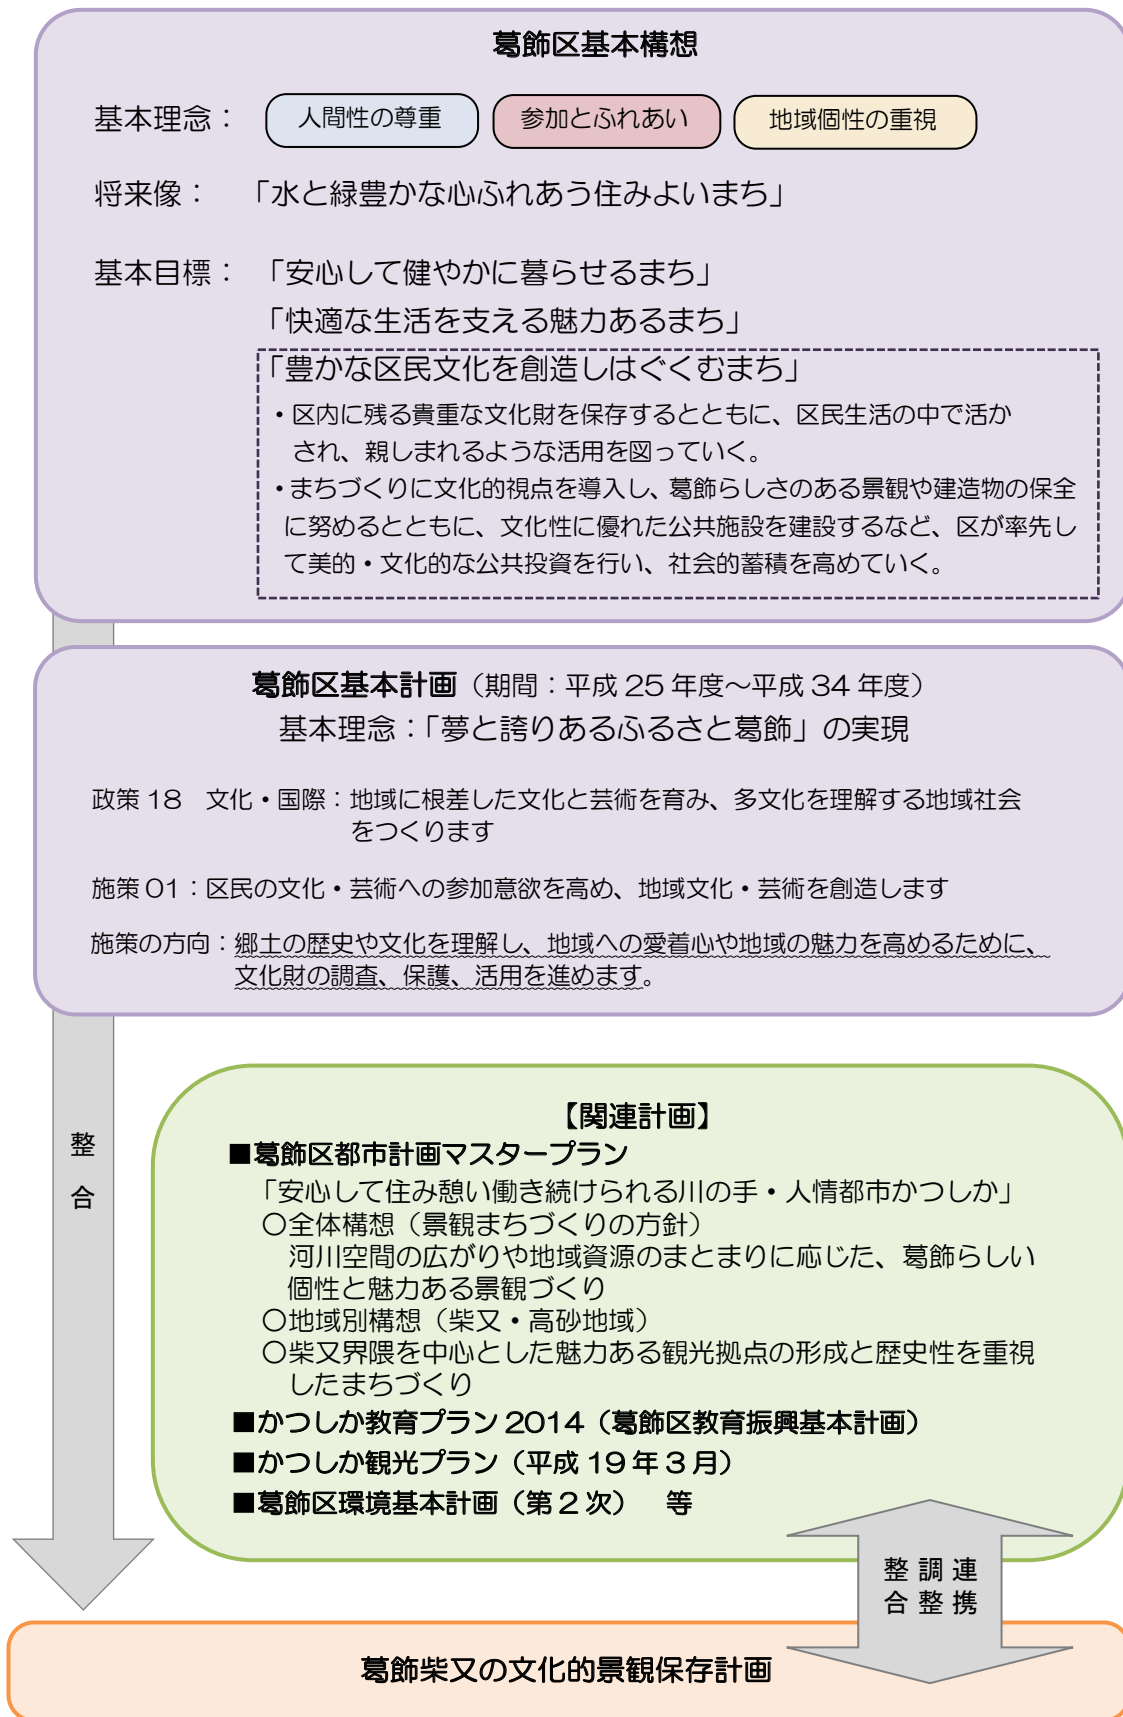 葛飾区基本構想
基本理念： 人間性の尊重 参加とふれあい 地域個性の重視
将来像： 「水と緑豊かな心ふれあう住みよいまち」
基本目標： 「安心して健やかに暮らせるまち」
「快適な生活を支える魅力あるまち」
「豊かな区民文化を創造しはぐくむまち」
・区内に残る貴重な文化財を保存するとともに、区民生活の中で活か
され、親しまれるような活用を図っていく。
・まちづくりに文化的視点を導入し、葛飾らしさのある景観や建造物の保全
に努めるとともに、文化性に優れた公共施設を建設するなど、区が率先し
て美的・文化的な公共投資を行い、社会的蓄積を高めていく。
葛飾区基本計画（期間：平成 25 年度～平成 34 年度）
基本理念：「夢と誇りあるふるさと葛飾」の実現
政策 18 文化・国際：地域に根差した文化と芸術を育み、多文化を理解する地域社会
をつくります
施策 01：区民の文化・芸術への参加意欲を高め、地域文化・芸術を創造します
施策の方向：郷土の歴史や文化を理解し、地域への愛着心や地域の魅力を高めるために、
文化財の調査、保護、活用を進めます。
整合
【関連計画】
■葛飾区都市計画マスタープラン
「安心して住み憩い働き続けられる川の手・人情都市かつしか」
〇全体構想（景観まちづくりの方針）
河川空間の広がりや地域資源のまとまりに応じた、葛飾らしい
個性と魅力ある景観づくり
〇地域別構想（柴又・高砂地域）
〇柴又界隈を中心とした魅力ある観光拠点の形成と歴史性を重視
したまちづくり
■かつしか教育プラン 2014（葛飾区教育振興基本計画）
■かつしか観光プラン（平成 19 年 3 月）
■葛飾区環境基本計画（第 2 次） 等
連携
調整
整合
葛飾柴又の文化的景観保存計画